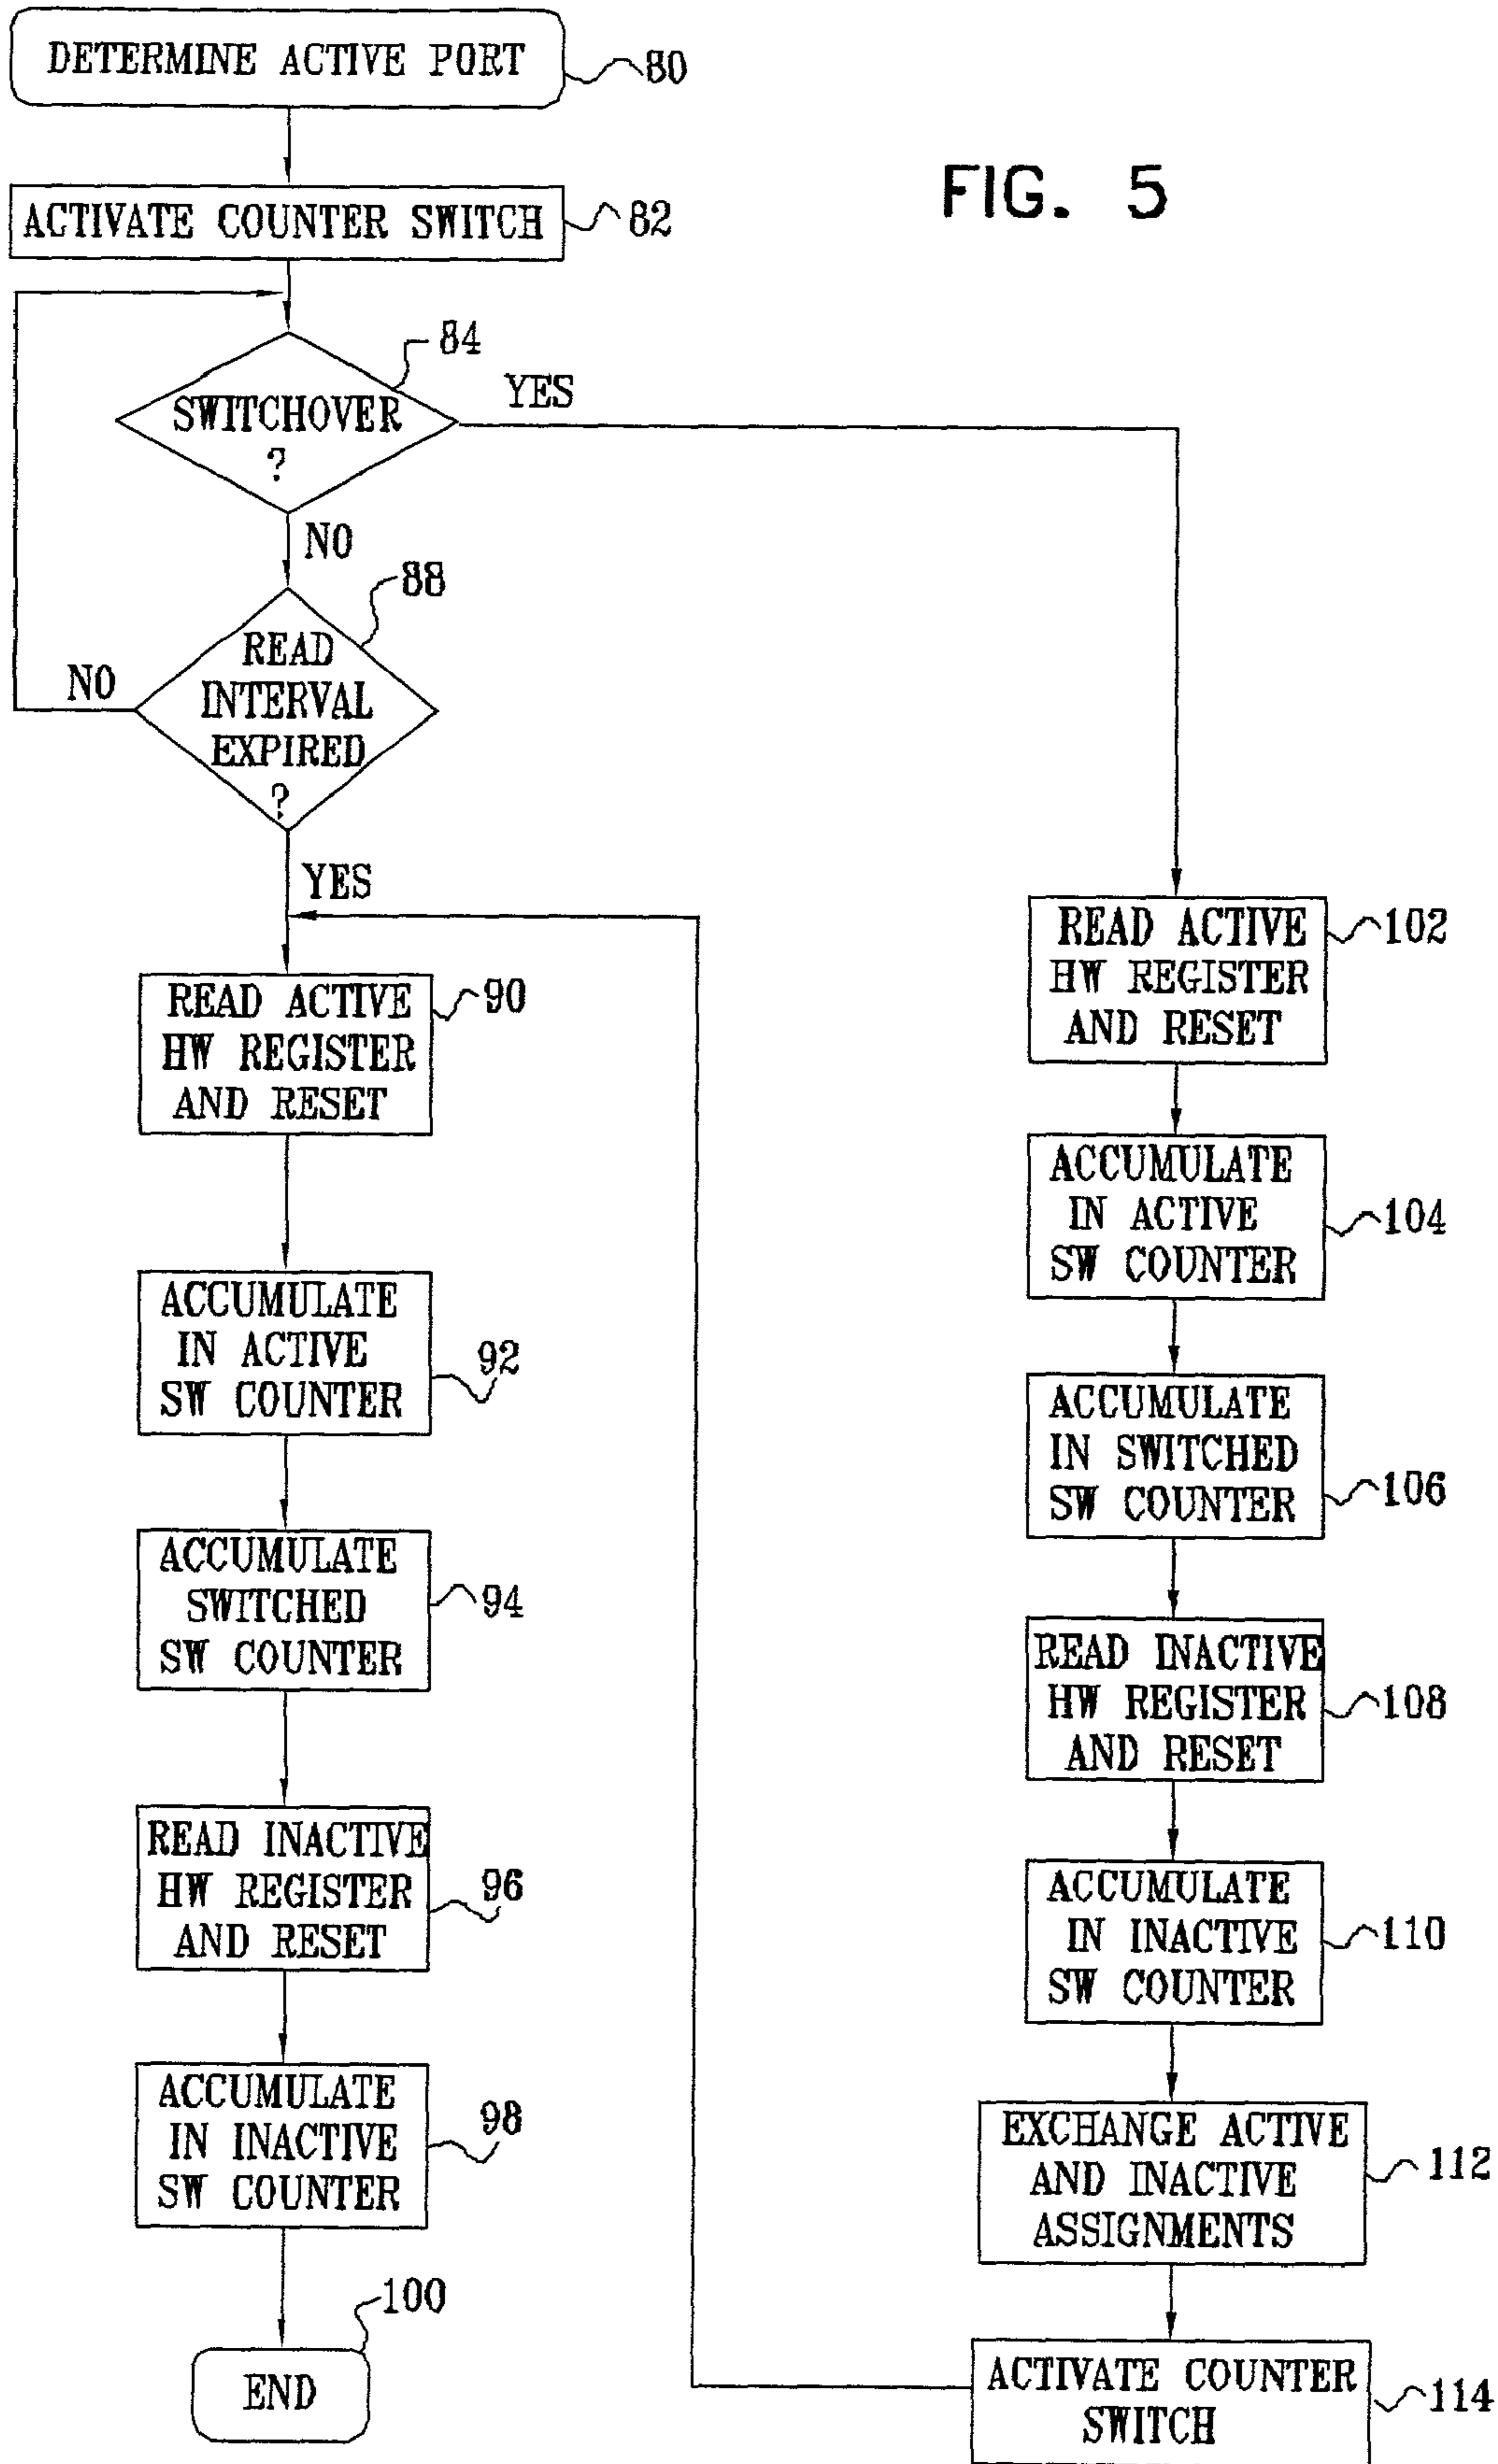 DETERMINE ACTIVE PORT
80
ACTIVATE COUNTER SWITCH
82
FIG. 5
84
SWITCHOVER
?
YES
NO
88
READ
INTERVAL
EXPIRED
?
NO
YES
READ ACTIVE
HW REGISTER
AND RESET
90
ACCUMULATE
IN ACTIVE
SW COUNTER
92
ACCUMULATE
SWITCHED
SW COUNTER
94
READ INACTIVE
HW REGISTER
AND RESET
96
ACCUMULATE
IN INACTIVE
SW COUNTER
98
100
END
READ ACTIVE
HW REGISTER
AND RESET
102
ACCUMULATE
IN ACTIVE
SW COUNTER
104
ACCUMULATE
IN SWITCHED
SW COUNTER
106
READ INACTIVE
HW REGISTER
AND RESET
108
ACCUMULATE
IN INACTIVE
SW COUNTER
110
EXCHANGE ACTIVE
AND INACTIVE
ASSIGNMENTS
112
ACTIVATE COUNTER
SWITCH
114